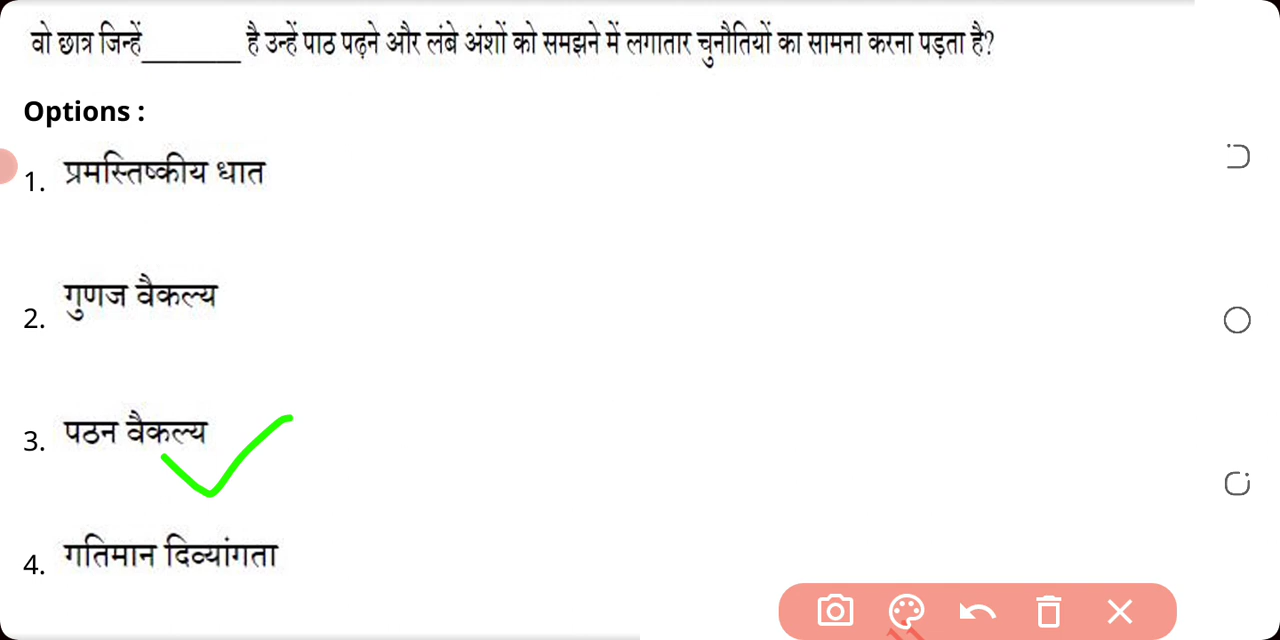 वो छात्र जिन्हें_______ है उन्हें पाठ पढ़ने और लंबे अंशों को समझने में लगातार चुनौतियों का सामना करना पड़ता है?
Options :
1. प्रमस्तिष्कीय धात
2. गुणज वैकल्य
3. पठन वैकल्य
4. गतिमान दिव्यांगता